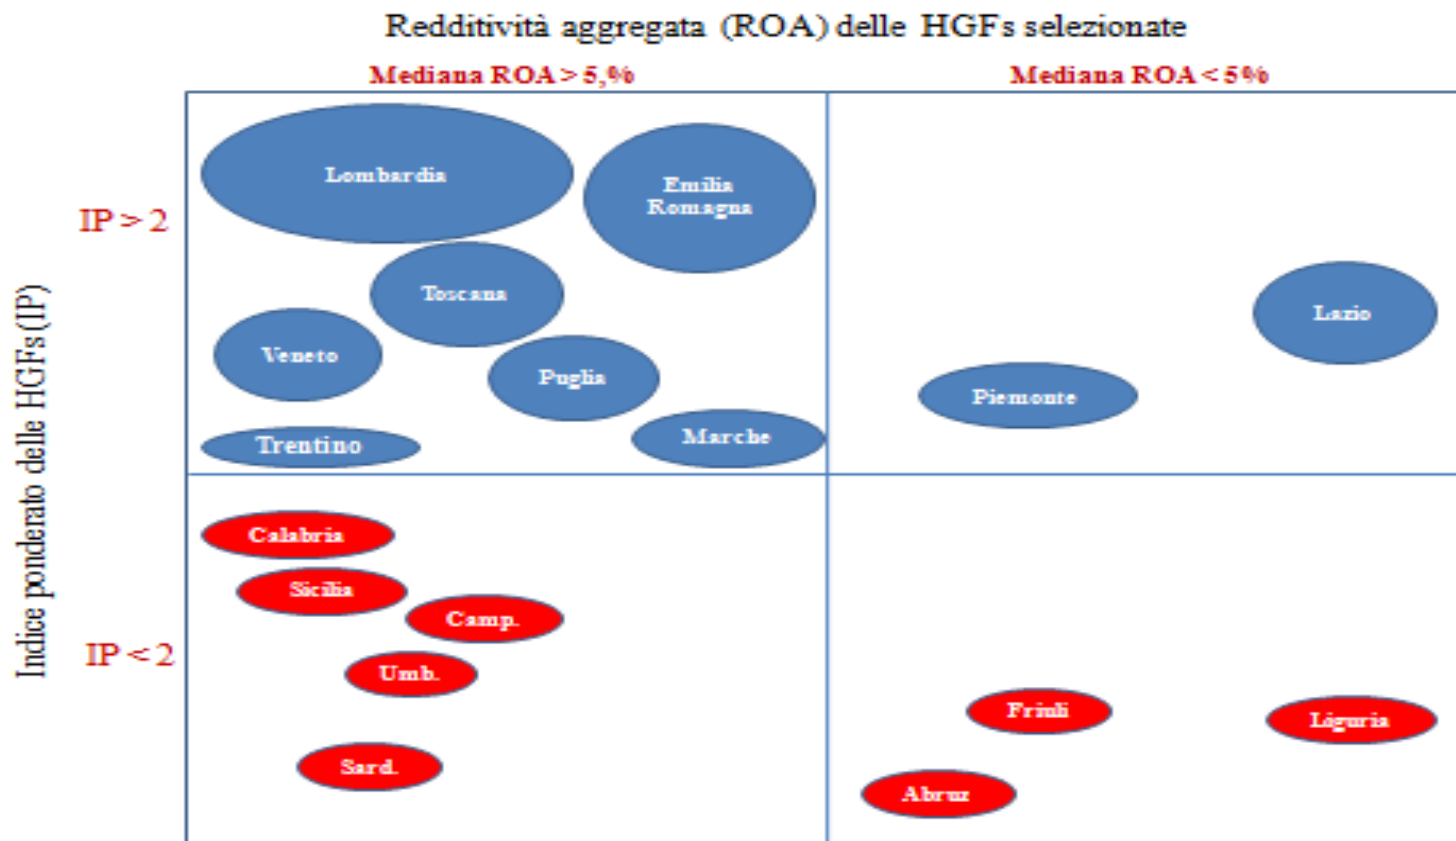 Redditività aggregata (ROA) delle HGFs selezionate
Mediana ROA > 5,%
Mediana ROA < 5%
Lombardia
Emilia
Romagna
IP > 2
Toscana
Lazio
Veneto
Puglia
Piemonte
Marche
Trentino
Indice ponderato delle HGFs (IP)
Calabria
Sicilia
Camp.
IP < 2
Umb.
Friuli
Liguria
Sard.
Abruz